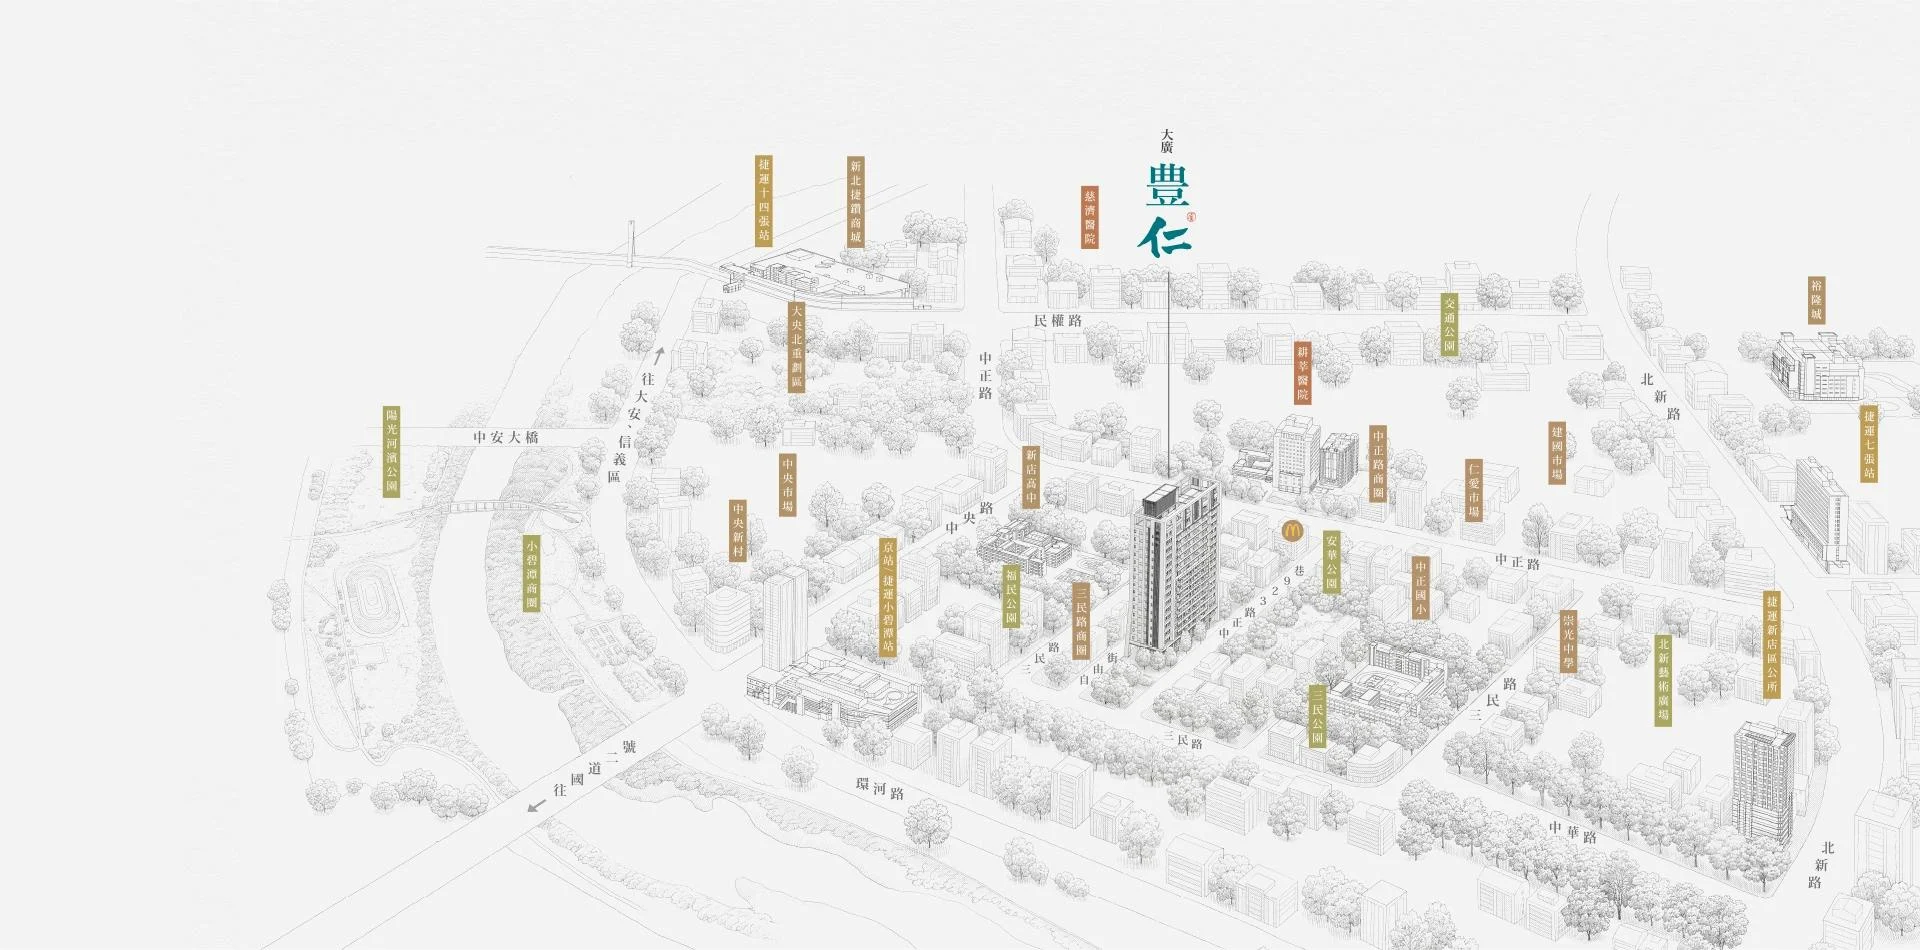 大廣
豊仁
捷運十四張站
新北捷鑽商城
慈濟醫院
裕隆城
交通公園
大央北重劃區
民權路
耕莘醫院
中正路
北新路
往大安、信義區
陽光河濱公園
中安大橋
捷運七張站
建國市場
中正路商圈
新店高中
中央市場
仁愛市場
中央新村
中央路
小碧潭商圈
京站/捷運小碧潭站
安華公園
中正國小
中正路
福民公園
三民路商圈
中正路329巷
捷運新店區公所
崇光中學
北新藝術廣場
三民路
自由街
三民公園
三民路
三民路
往國道二號
環河路
中華路
北新路